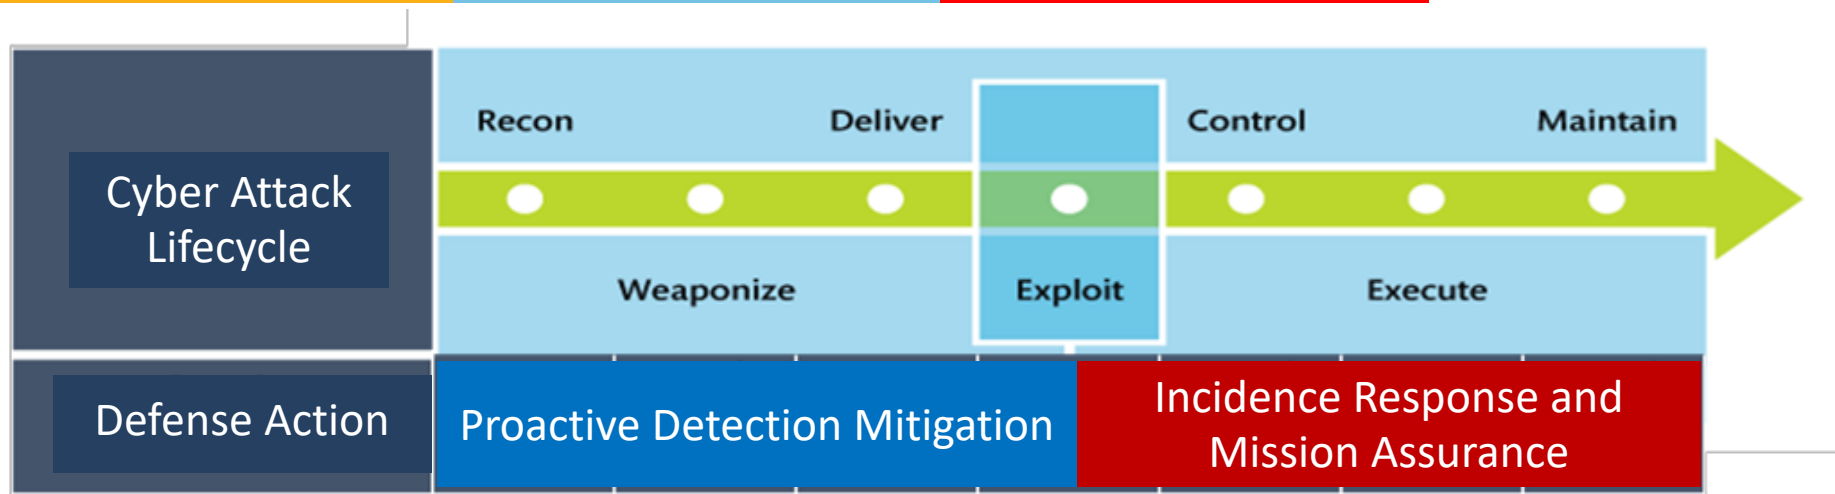 Recon
Deliver
Control
Maintain
Cyber Attack
Lifecycle
Weaponize
Exploit
Execute
Defense Action
Proactive Detection Mitigation
Incidence Response and
Mission Assurance